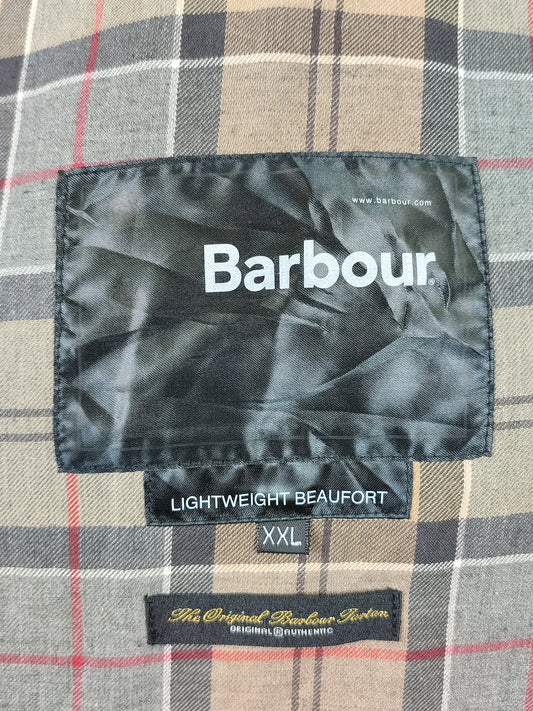 www.barbour.com
Barbour®
LIGHTWEIGHT BEAUFORT
XXL
The Original Barbour Tartan
ORIGINAL & AUTHENTIC